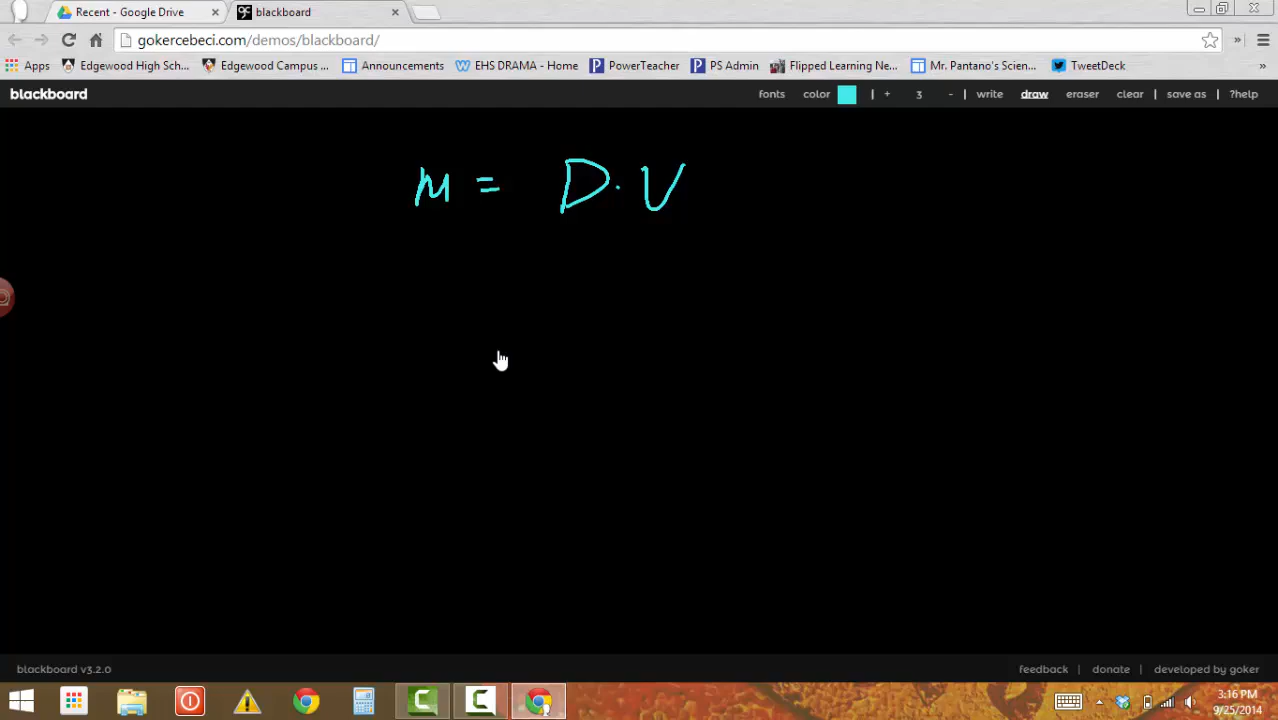 Recent - Google Drive × blackboard ×
gokercebeci.com/demos/blackboard/
Apps Edgewood High Sch... Edgewood Campus ... Announcements EHS DRAMA - Home PowerTeacher PS Admin Flipped Learning Ne... Mr. Pantano's Scien... TweetDeck »
blackboard fonts color | + 3 - | write draw eraser clear | save as | ?help
M = D · V
blackboard v3.2.0 feedback | donate | developed by goker
3:16 PM
9/25/2014